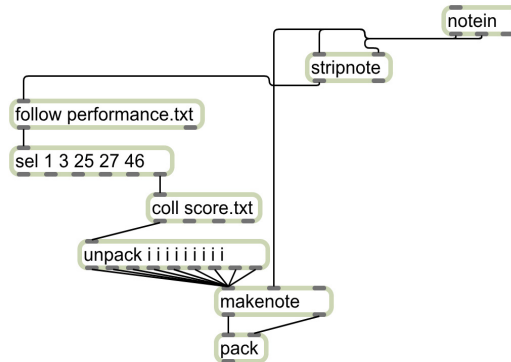 notein
stripnote
follow performance.txt
sel 1 3 25 27 46
coll score.txt
unpack i i i i i i i i i
makenote
pack